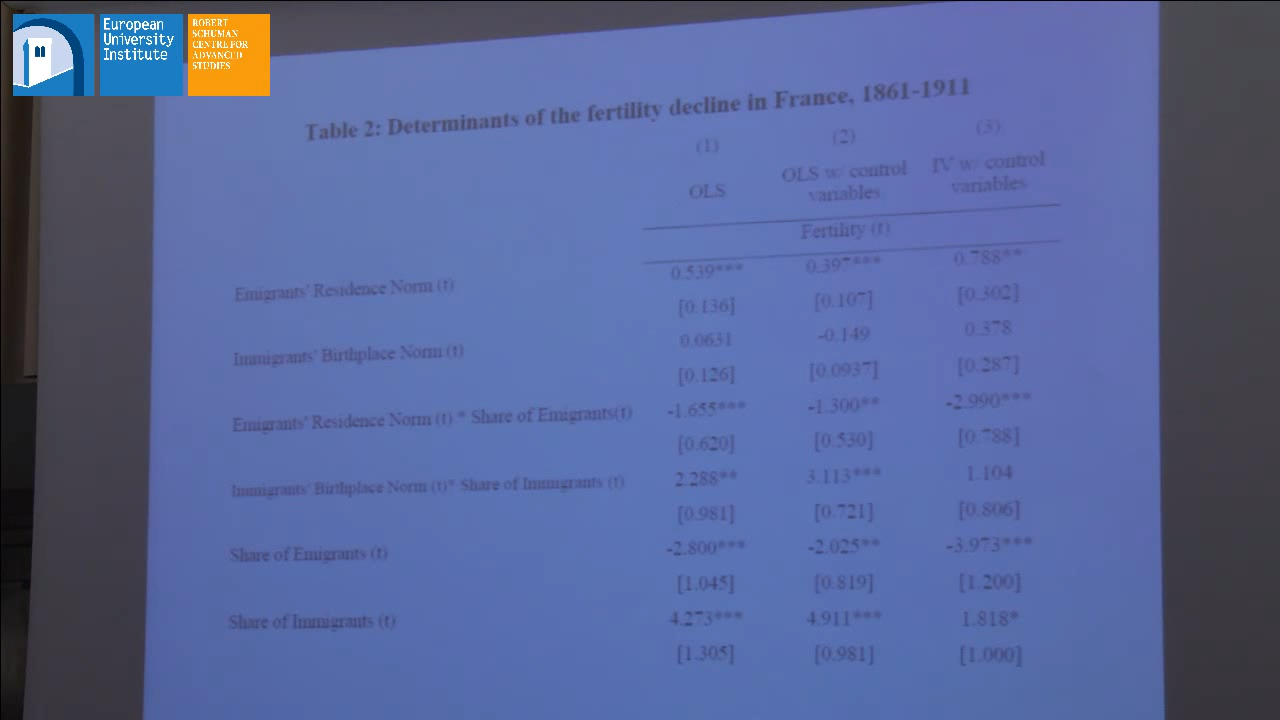 European
University
Institute
ROBERT
SCHUMAN
CENTRE FOR
ADVANCED
STUDIES
Table 2: Determinants of the fertility decline in France, 1861-1911
(1) (2) (3)
OLS OLS w/ control variables IV w/ control variables
Fertility (t)
Emigrants' Residence Norm (t) 0.539*** 0.397*** 0.788**
[0.136] [0.107] [0.302]
Immigrants' Birthplace Norm (t) 0.0631 -0.149 0.378
[0.126] [0.0937] [0.287]
Emigrants' Residence Norm (t) * Share of Emigrants(t) -1.655*** -1.300** -2.990***
[0.620] [0.530] [0.788]
Immigrants' Birthplace Norm (t)* Share of Immigrants (t) 2.288** 3.113*** 1.104
[0.981] [0.721] [0.806]
Share of Emigrants (t) -2.800*** -2.025** -3.973***
[1.045] [0.819] [1.200]
Share of Immigrants (t) 4.273*** 4.911*** 1.818*
[1.305] [0.981] [1.000]